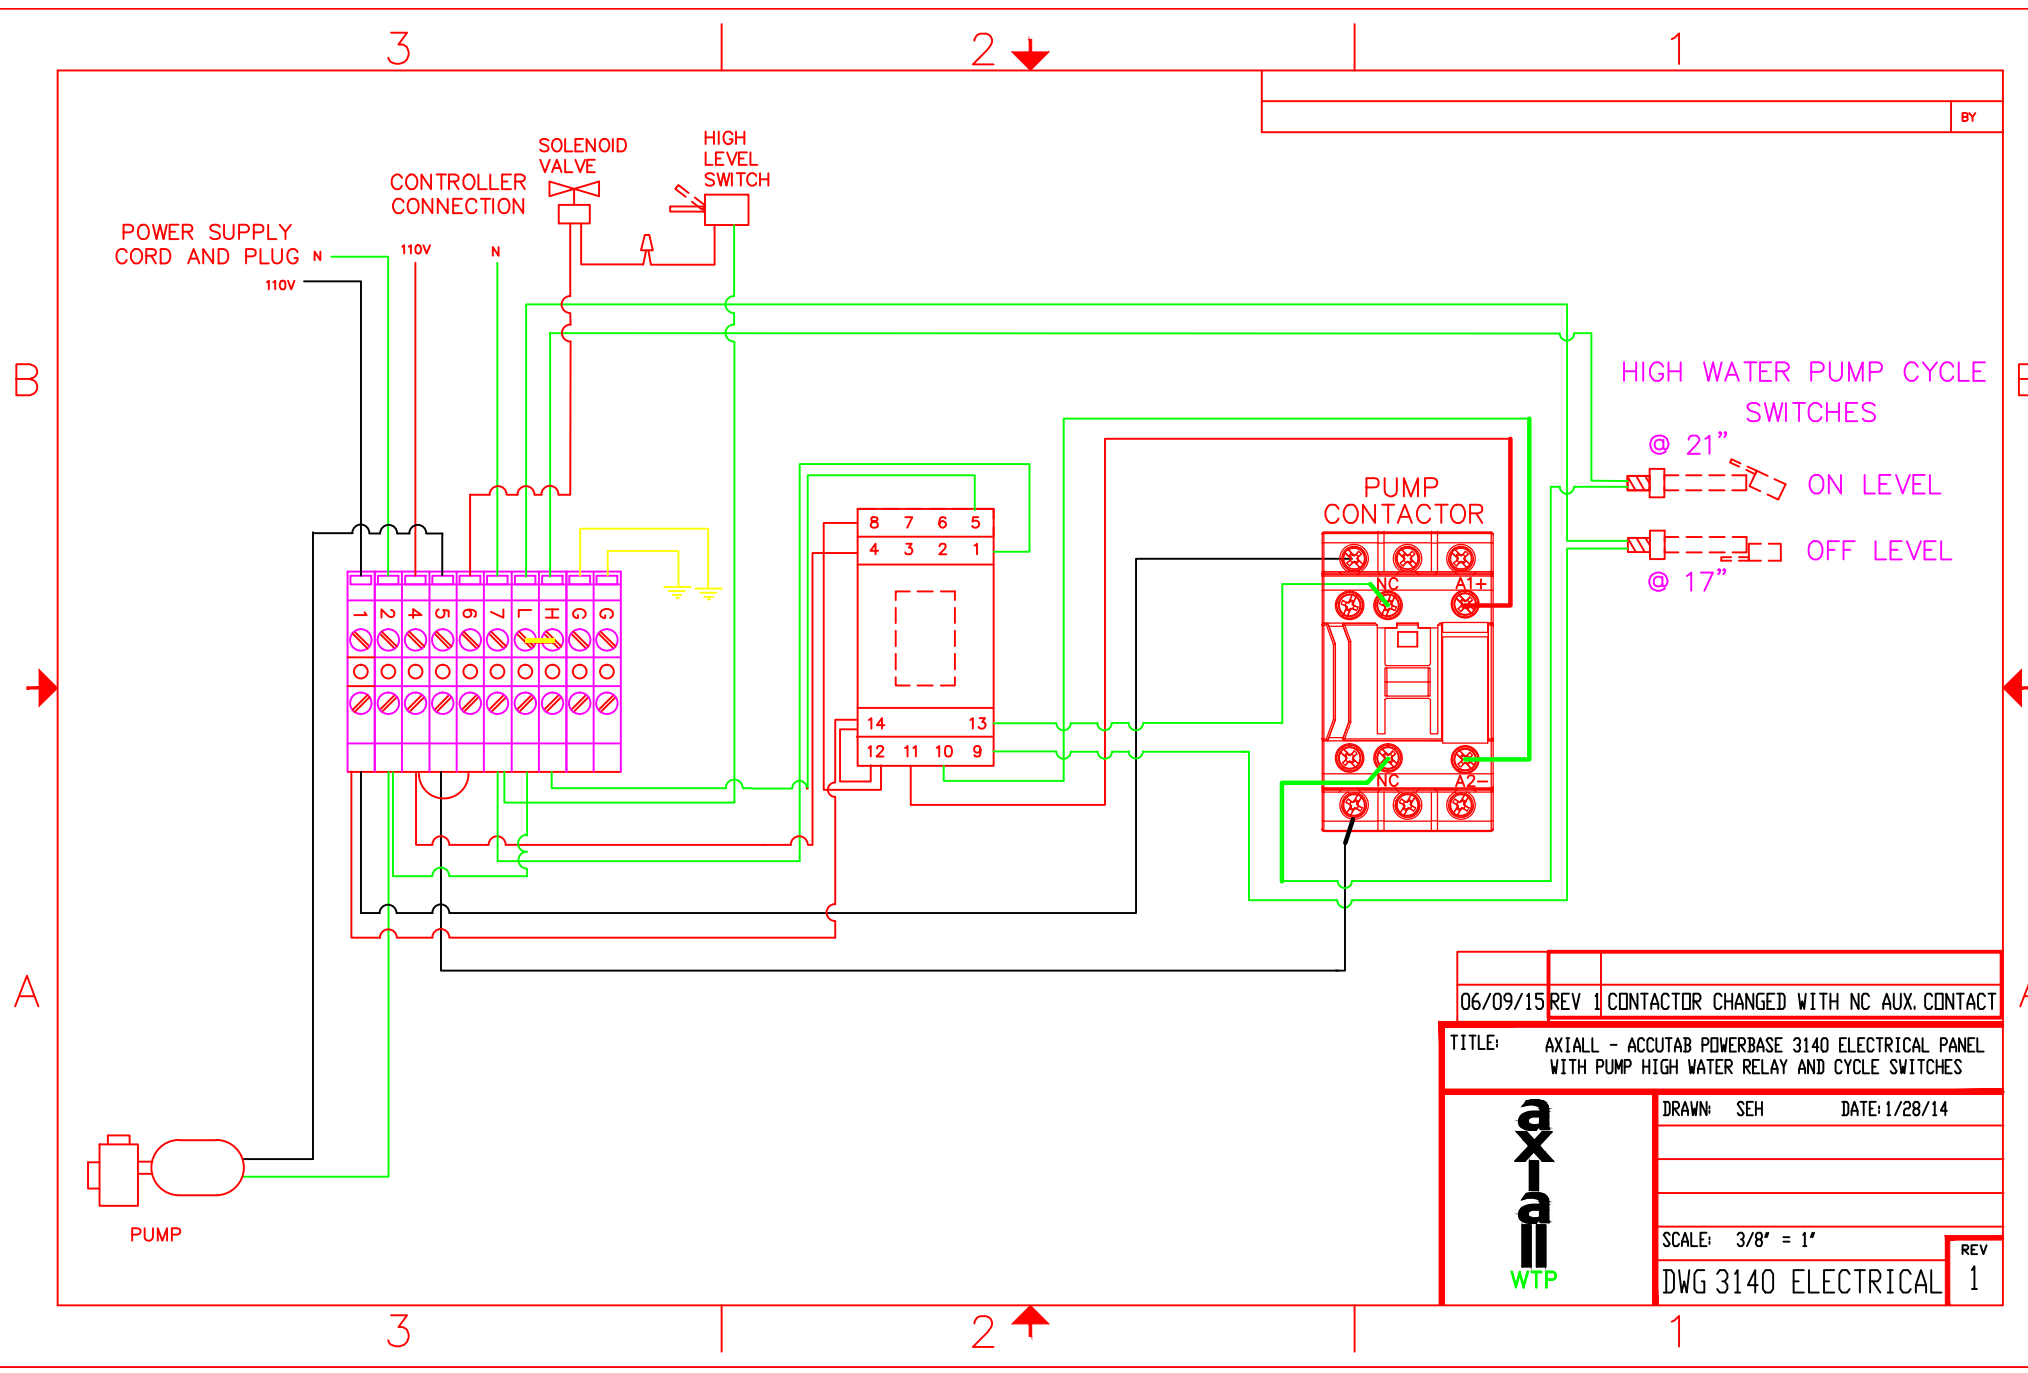 3
2
1
BY
SOLENOID
VALVE
HIGH
LEVEL
SWITCH
CONTROLLER
CONNECTION
POWER SUPPLY
CORD AND PLUG N
110V
110V
N
B
B
HIGH WATER PUMP CYCLE
SWITCHES
@ 21”
ON LEVEL
OFF LEVEL
@ 17”
PUMP
CONTACTOR
NC A1+
NC A2-
8 7 6 5
4 3 2 1
14 13
12 11 10 9
1 2 4 5 6 7 L H G G
A
A
PUMP
06/09/15 REV 1 CONTACTOR CHANGED WITH NC AUX. CONTACT
TITLE: AXIALL - ACCUTAB POWERBASE 3140 ELECTRICAL PANEL
WITH PUMP HIGH WATER RELAY AND CYCLE SWITCHES
axiall
WTP
DRAWN: SEH DATE: 1/28/14
SCALE: 3/8" = 1"
DWG 3140 ELECTRICAL
REV
1
3
2
1